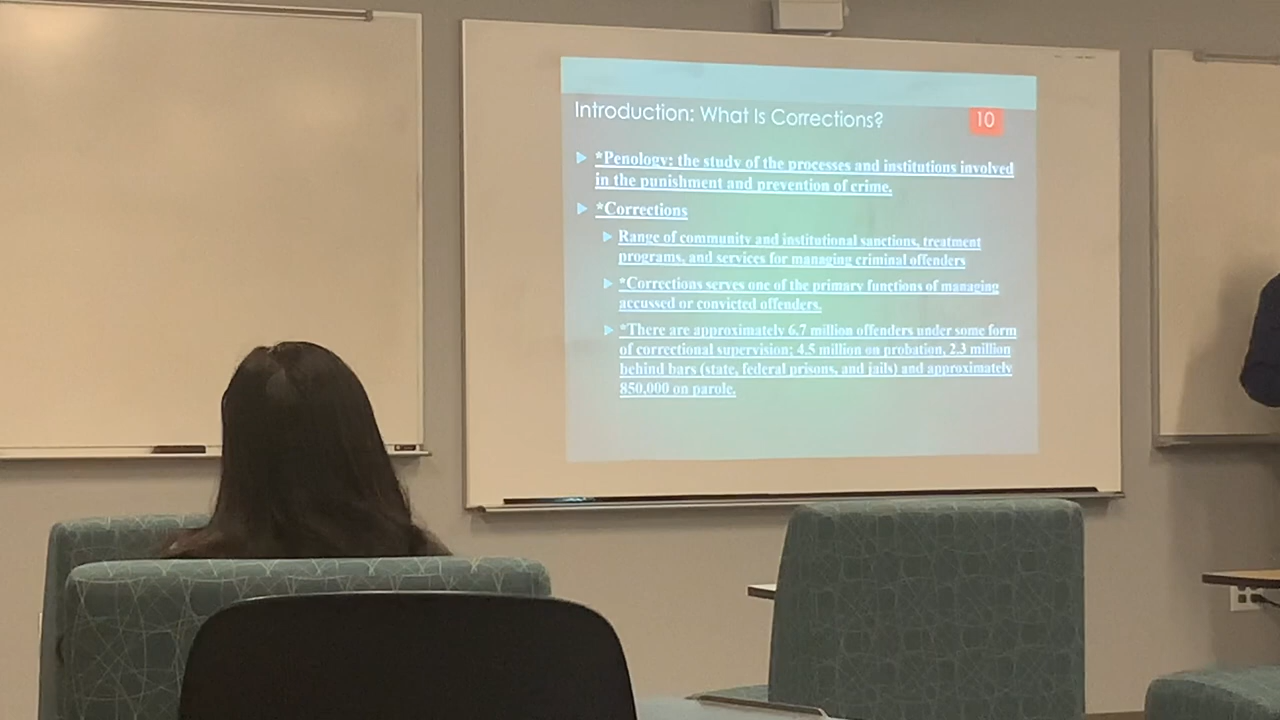 Introduction: What Is Corrections?
10
*Penology: the study of the processes and institutions involved
in the punishment and prevention of crime.
*Corrections
Range of community and institutional sanctions, treatment
programs, and services for managing criminal offenders
*Corrections serves one of the primary functions of managing
accussed or convicted offenders.
*There are approximately 6.7 million offenders under some form
of correctional supervision; 4.5 million on probation, 2.3 million
behind bars (state, federal prisons, and jails) and approximately
850,000 on parole.